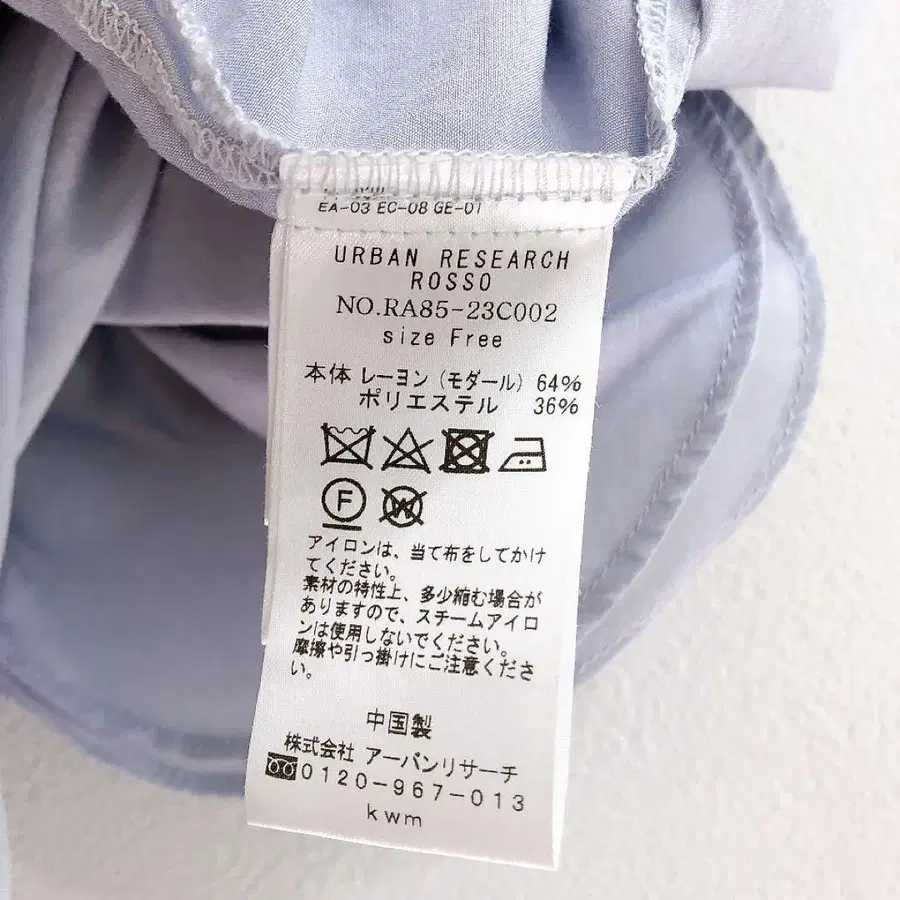 EA-03 EC-08 GE-01
URBAN RESEARCH
ROSSO
NO.RA85-23C002
size Free
本体 レーヨン(モダール) 64%
ポリエステル 36%
F W
アイロンは、当て布をしてかけ
てください。
素材の特性上、多少縮む場合が
ありますので、スチームアイロ
ンは使用しないでください。
摩擦や引っ掛けにご注意くださ
い。
中国製
株式会社 アーバンリサーチ
0120-967-013
kwm